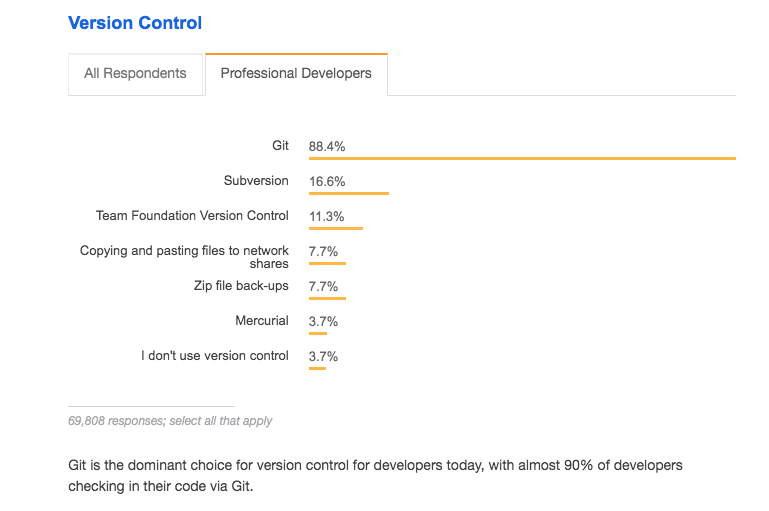 Version Control
All Respondents
Professional Developers
Git 88.4%
Subversion 16.6%
Team Foundation Version Control 11.3%
Copying and pasting files to network 7.7%
shares
Zip file back-ups 7.7%
Mercurial 3.7%
I don't use version control 3.7%
69,808 responses; select all that apply
Git is the dominant choice for version control for developers today, with almost 90% of developers
checking in their code via Git.